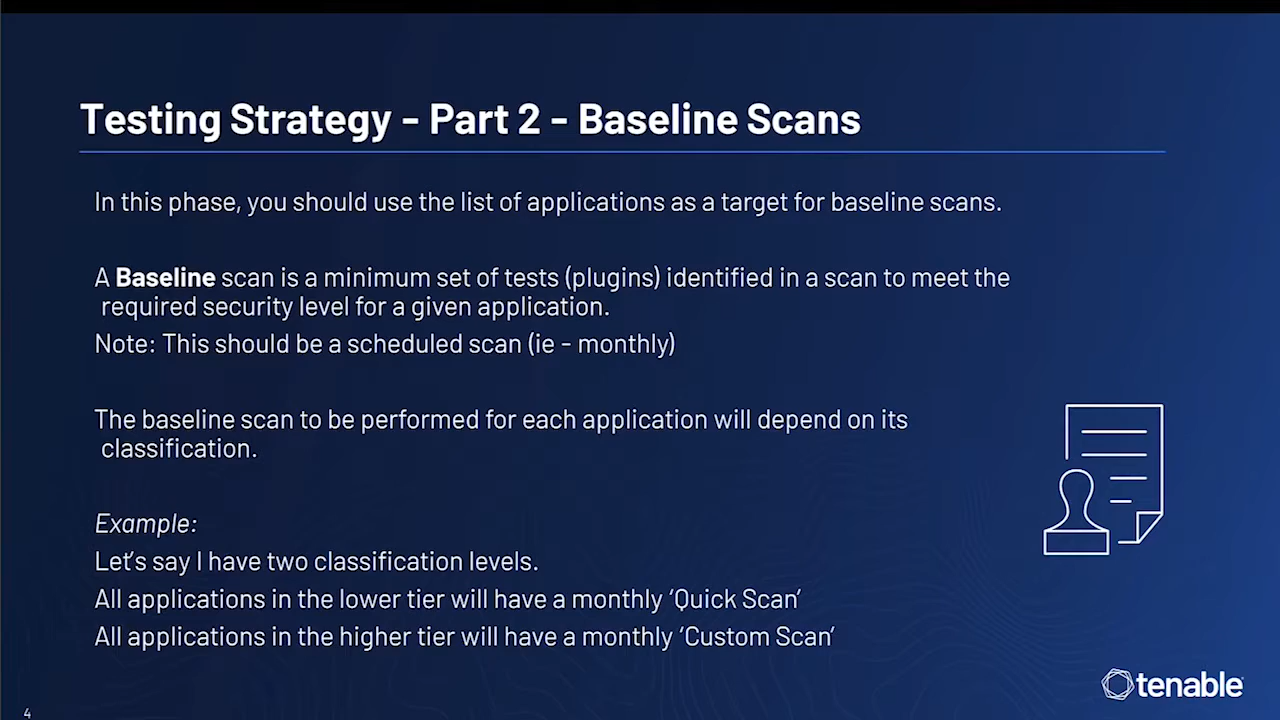 Testing Strategy - Part 2 - Baseline Scans
In this phase, you should use the list of applications as a target for baseline scans.
A Baseline scan is a minimum set of tests (plugins) identified in a scan to meet the
required security level for a given application.
Note: This should be a scheduled scan (ie - monthly)
The baseline scan to be performed for each application will depend on its
classification.
Example:
Let's say I have two classification levels.
All applications in the lower tier will have a monthly ‘Quick Scan’
All applications in the higher tier will have a monthly ‘Custom Scan’
tenable
4